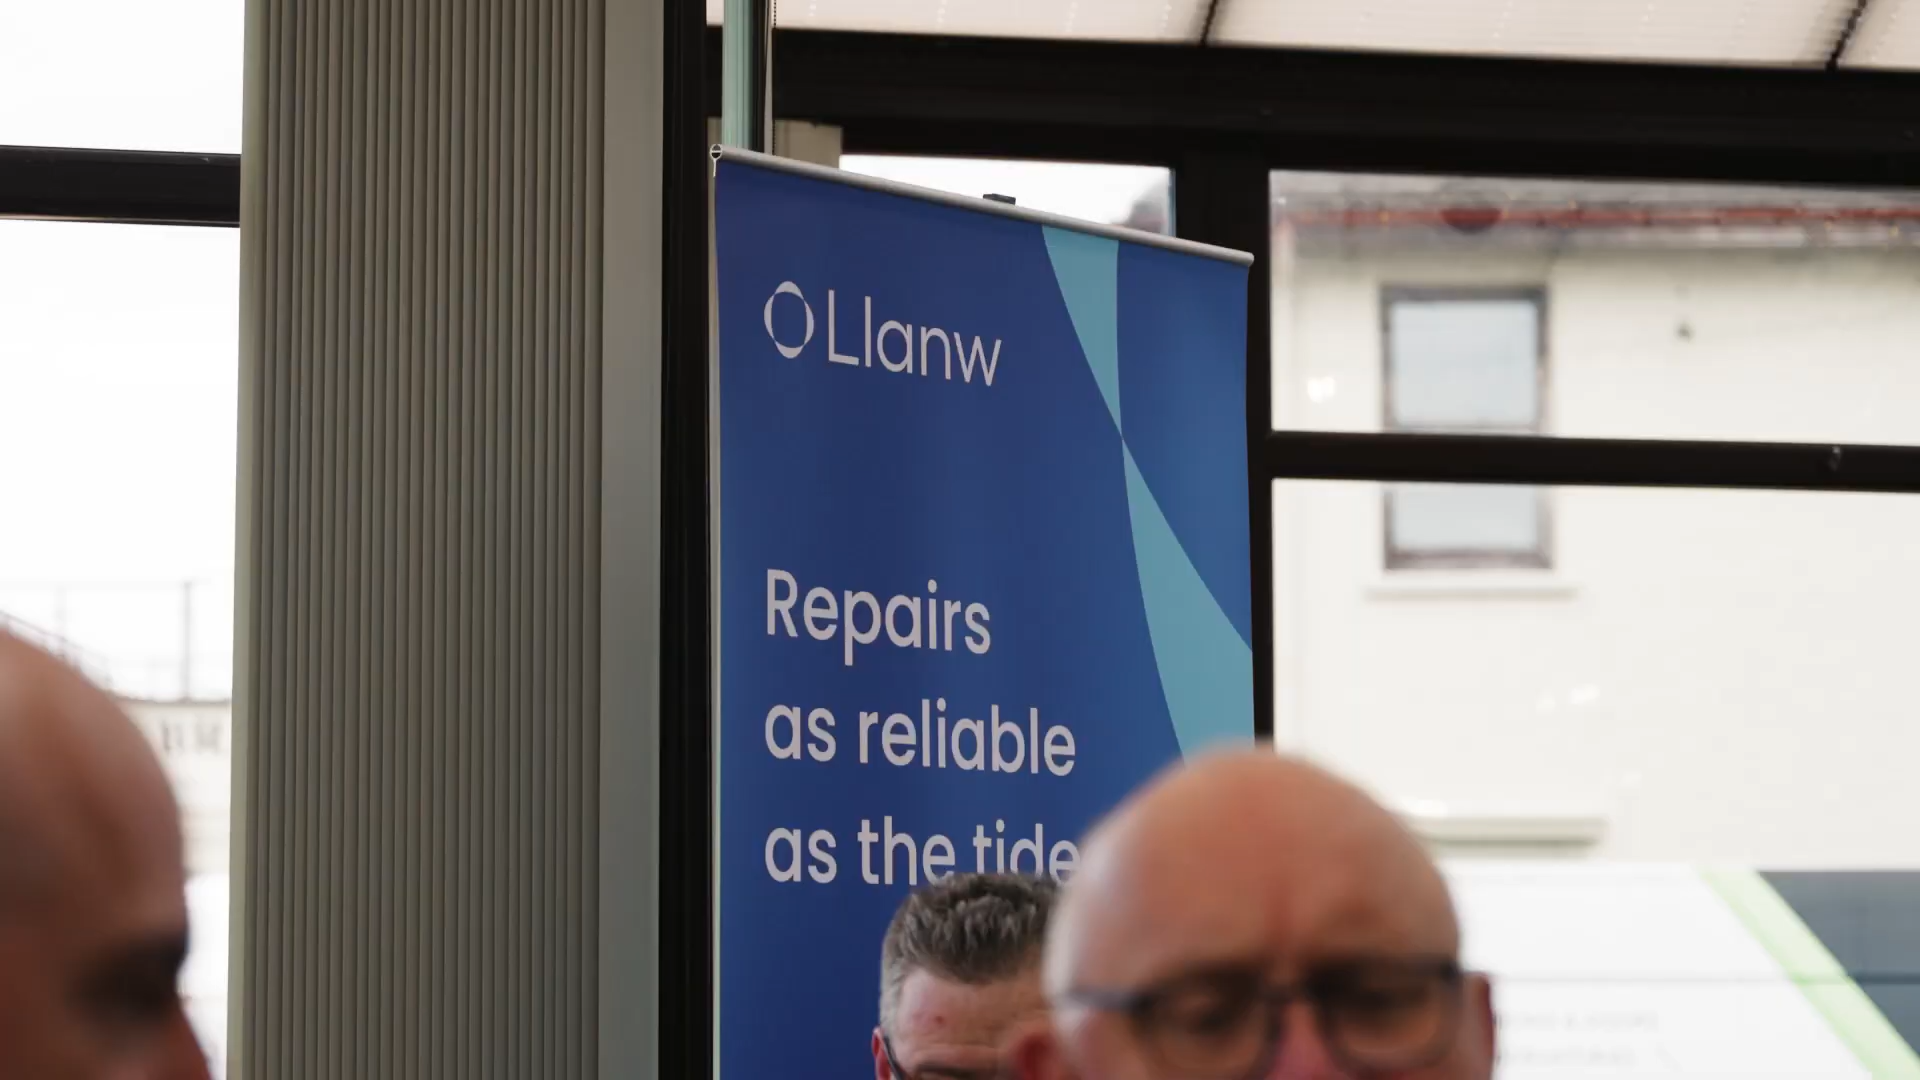 Llanw
Repairs
as reliable
as the tide